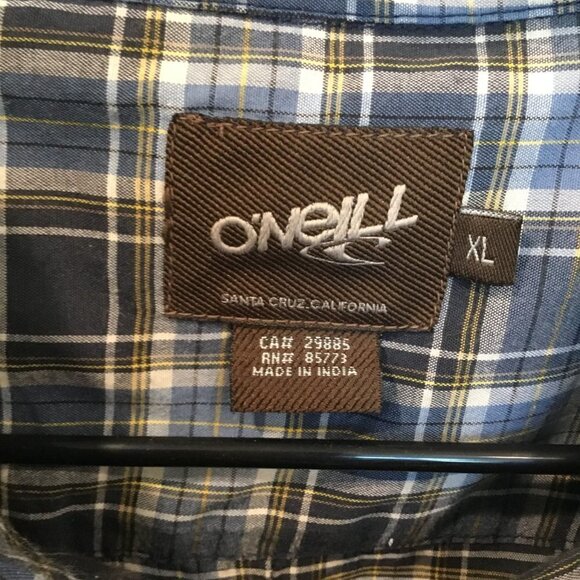 O'NEILL
XL
SANTA CRUZ, CALIFORNIA
CA# 29885
RN# 85773
MADE IN INDIA